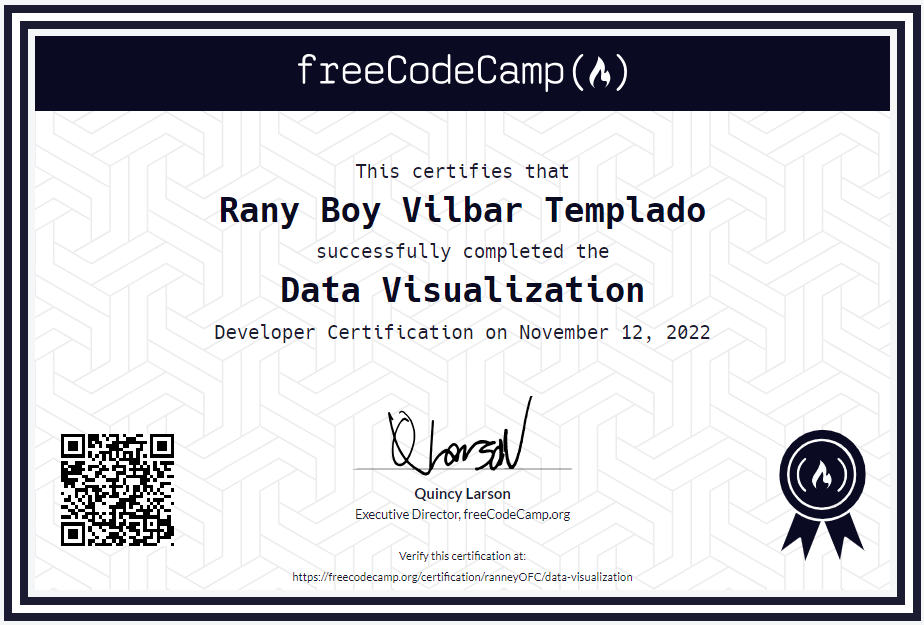 freeCodeCamp
This certifies that
Rany Boy Vilbar Templado
successfully completed the
Data Visualization
Developer Certification on November 12, 2022
Q Larson
Quincy Larson
Executive Director, freeCodeCamp.org
Verify this certification at:
https://freecodecamp.org/certification/ranneyOFC/data-visualization